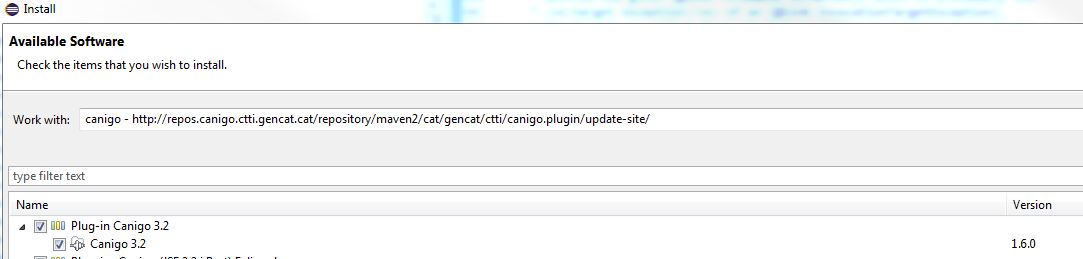 Install
Available Software
Check the items that you wish to install.
Work with: canigo - http://repos.canigo.ctti.gencat.cat/repository/maven2/cat/gencat/ctti/canigo.plugin/update-site/
type filter text
Name Version
Plug-in Canigo 3.2
Canigo 3.2 1.6.0